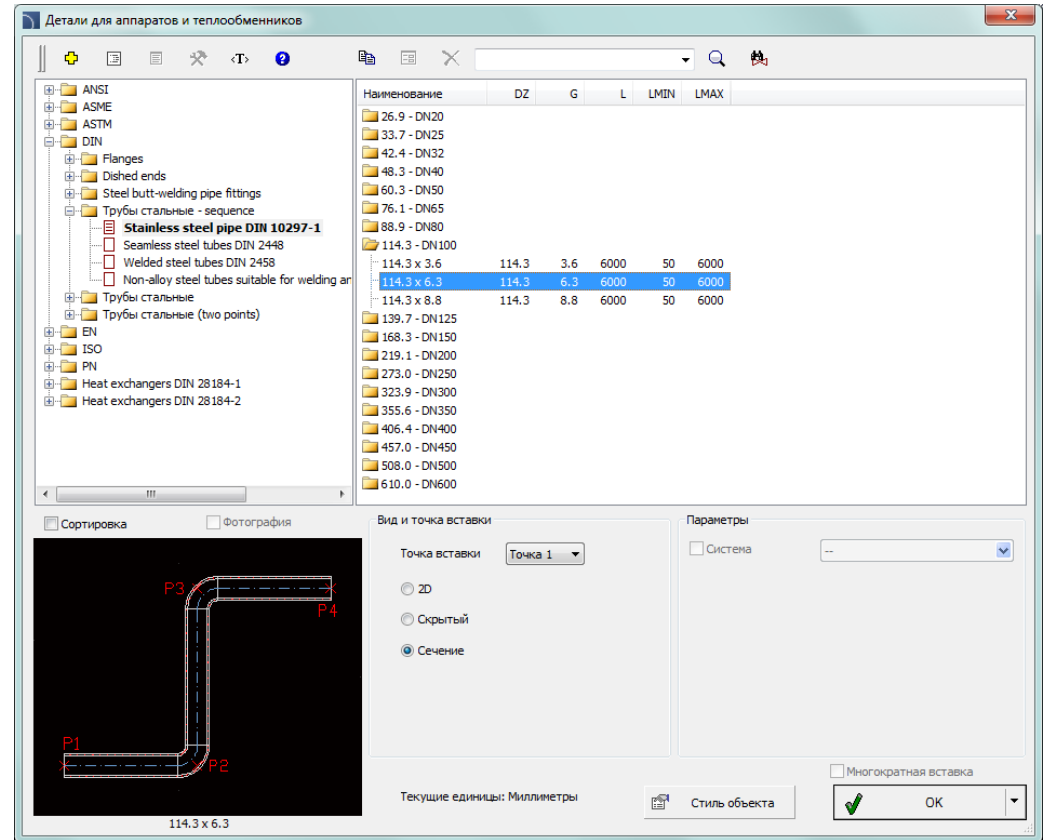 Детали для аппаратов и теплообменников
<T>
ANSI
ASME
ASTM
DIN
Flanges
Dished ends
Steel butt-welding pipe fittings
Трубы стальные - sequence
Stainless steel pipe DIN 10297-1
Seamless steel tubes DIN 2448
Welded steel tubes DIN 2458
Non-alloy steel tubes suitable for welding an
Трубы стальные
Трубы стальные (two points)
EN
ISO
PN
Heat exchangers DIN 28184-1
Heat exchangers DIN 28184-2
Наименование DZ G L LMIN LMAX
26.9 - DN20
33.7 - DN25
42.4 - DN32
48.3 - DN40
60.3 - DN50
76.1 - DN65
88.9 - DN80
114.3 - DN100
114.3 x 3.6 114.3 3.6 6000 50 6000
114.3 x 6.3 114.3 6.3 6000 50 6000
114.3 x 8.8 114.3 8.8 6000 50 6000
139.7 - DN125
168.3 - DN150
219.1 - DN200
273.0 - DN250
323.9 - DN300
355.6 - DN350
406.4 - DN400
457.0 - DN450
508.0 - DN500
610.0 - DN600
Сортировка Фотография
P3
P4
P1
P2
114.3 x 6.3
Вид и точка вставки
Точка вставки Точка 1
2D
Скрытый
Сечение
Параметры
Система --
Многократная вставка
Текущие единицы: Миллиметры
Стиль объекта
OK